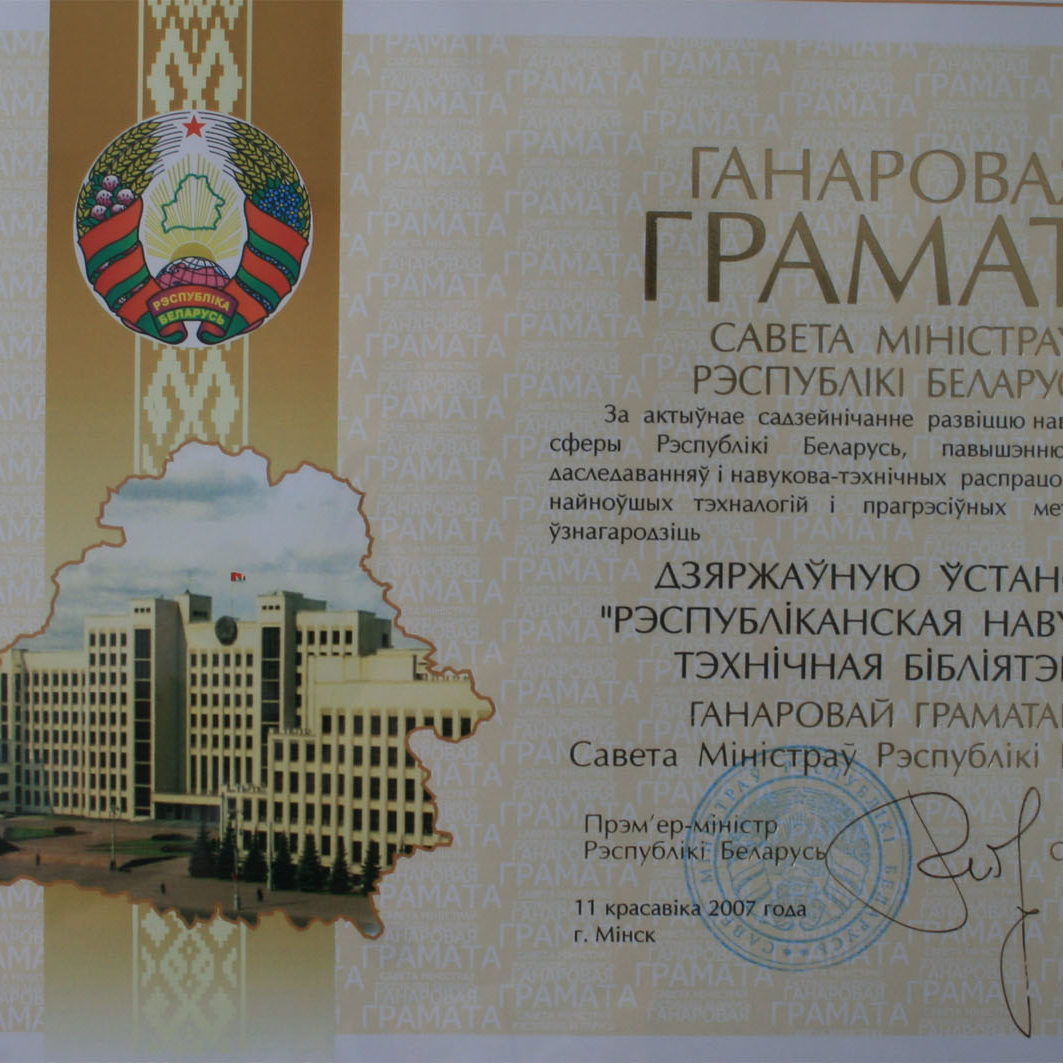 РЭСПУБЛІКА
БЕЛАРУСЬ
ГАНАРОВА
ГРАМАТ
САВЕТА МІНІСТРАЎ
РЭСПУБЛІКІ БЕЛАРУС
За актыўнае садзейнічанне развіццю нав
сферы Рэспублікі Беларусь, павышэнню
даследаванняў і навукова-тэхнічных распрацо
найноўшых тэхналогій і прагрэсіўных ме
ўзнагародзіць
ДЗЯРЖАЎНУЮ ЎСТАН
"РЭСПУБЛІКАНСКАЯ НАВУ
ТЭХНІЧНАЯ БІБЛІЯТЭ
ГАНАРОВАЙ ГРАМАТА
Савета Міністраў Рэспублікі
Прэм'ер-міністр
Рэспублікі Беларусь
11 красавіка 2007 года
г. Мінск